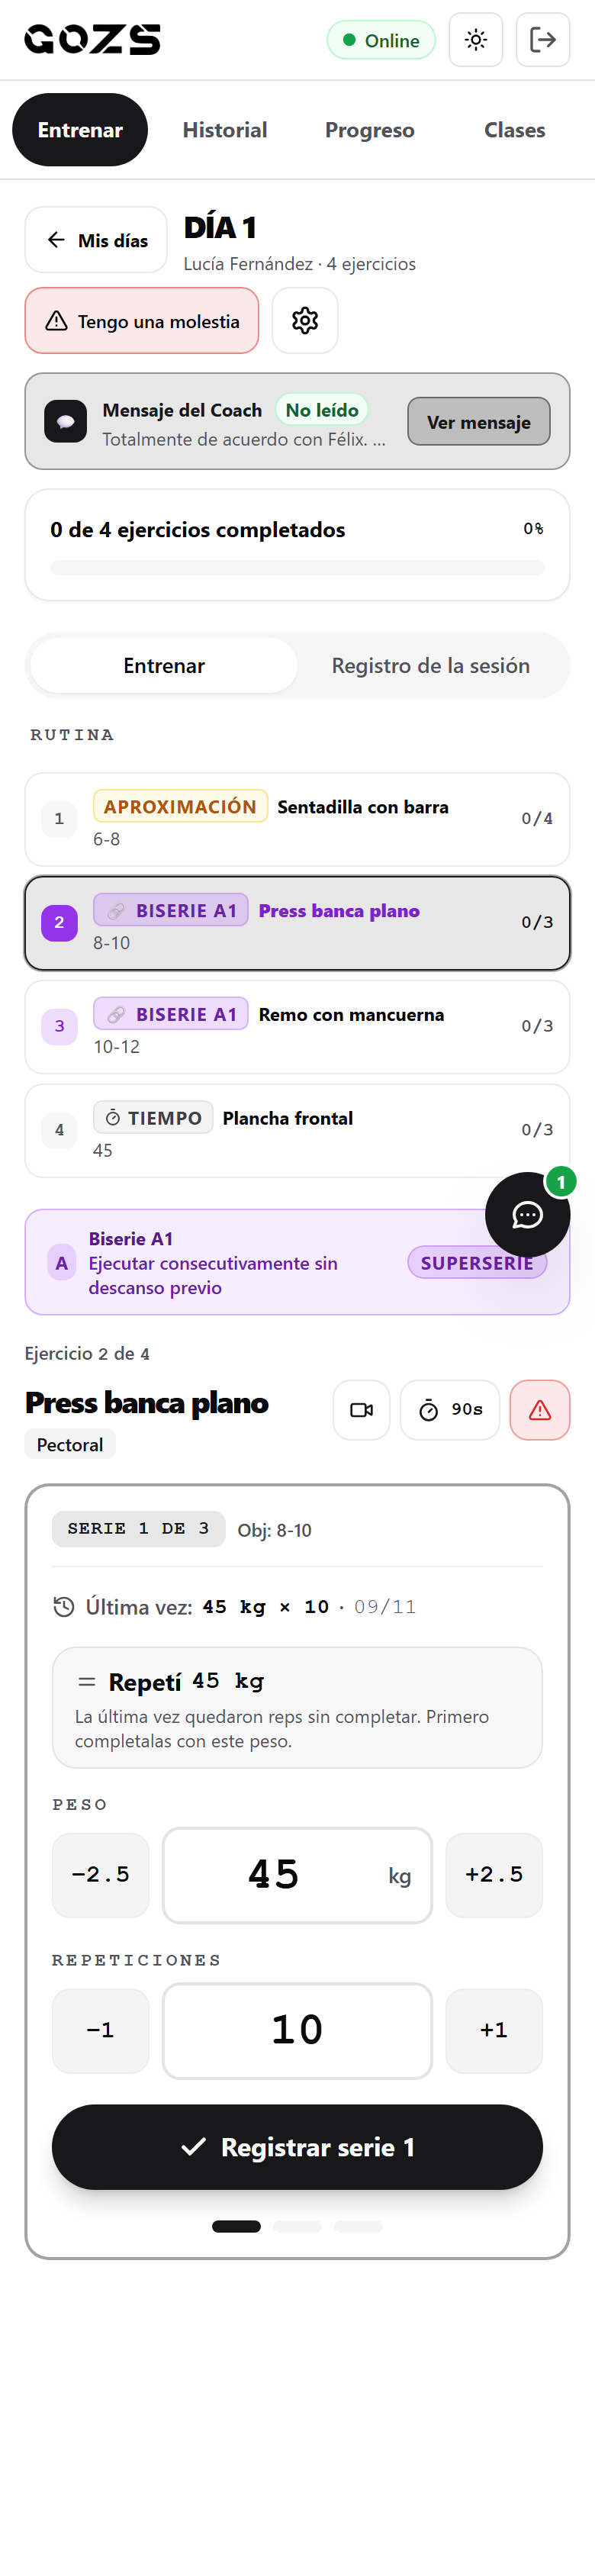 GOZS
Online
Entrenar
Historial
Progreso
Clases
Mis días
DÍA 1
Lucía Fernández · 4 ejercicios
Tengo una molestia
Mensaje del Coach
No leído
Totalmente de acuerdo con Félix. ...
Ver mensaje
0 de 4 ejercicios completados
0%
Entrenar
Registro de la sesión
RUTINA
1
APROXIMACIÓN
Sentadilla con barra
6-8
0/4
2
BISERIE A1
Press banca plano
8-10
0/3
3
BISERIE A1
Remo con mancuerna
10-12
0/3
4
TIEMPO
Plancha frontal
45
0/3
1
A
Biserie A1
Ejecutar consecutivamente sin
descanso previo
SUPERSERIE
Ejercicio 2 de 4
Press banca plano
90s
Pectoral
SERIE 1 DE 3
Obj: 8-10
Última vez: 45 kg × 10 · 09/11
= Repetí 45 kg
La última vez quedaron reps sin completar. Primero
completalas con este peso.
PESO
−2.5
45
kg
+2.5
REPETICIONES
−1
10
+1
Registrar serie 1